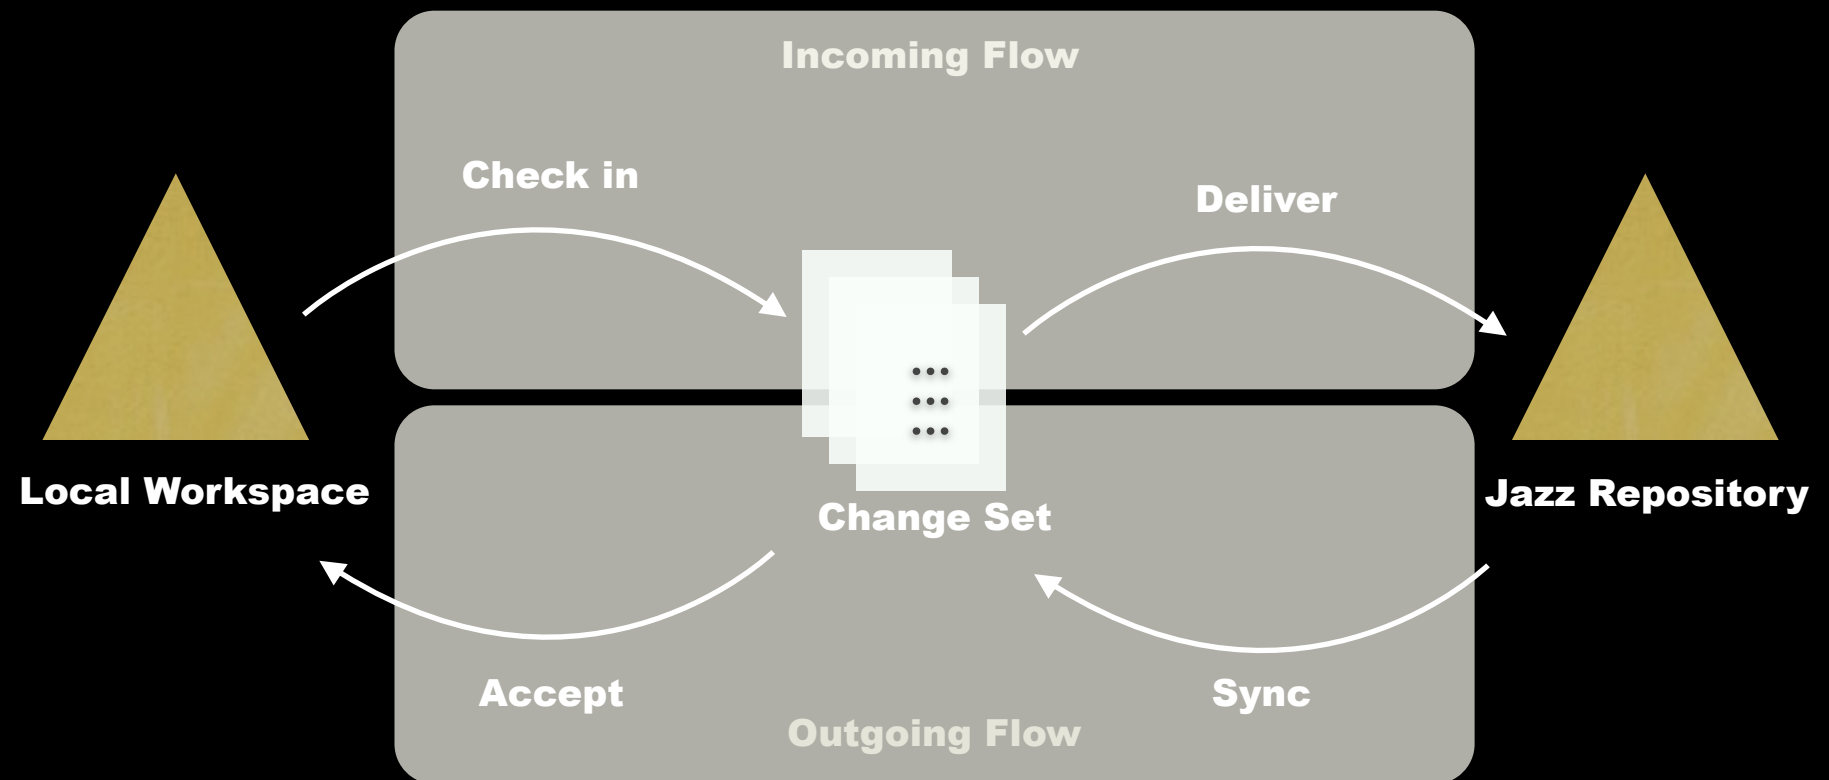 Incoming Flow
Check in
Deliver
Local Workspace
Jazz Repository
Change Set
Accept
Sync
Outgoing Flow